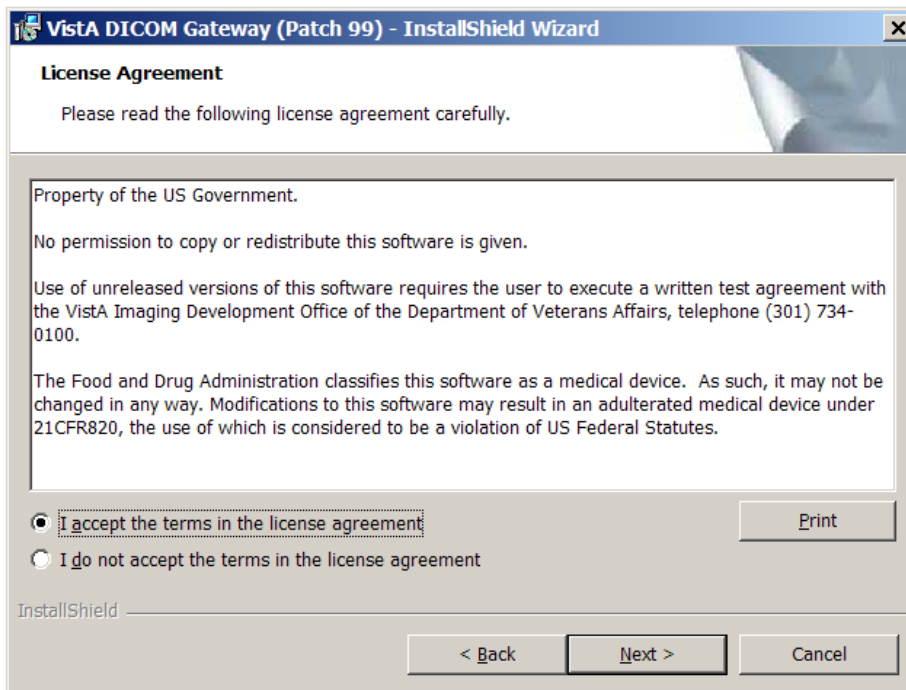 VistA DICOM Gateway (Patch 99) - InstallShield Wizard
License Agreement
Please read the following license agreement carefully.
Property of the US Government.
No permission to copy or redistribute this software is given.
Use of unreleased versions of this software requires the user to execute a written test agreement with
the VistA Imaging Development Office of the Department of Veterans Affairs, telephone (301) 734-
0100.
The Food and Drug Administration classifies this software as a medical device.  As such, it may not be
changed in any way. Modifications to this software may result in an adulterated medical device under
21CFR820, the use of which is considered to be a violation of US Federal Statutes.
I accept the terms in the license agreement
Print
I do not accept the terms in the license agreement
InstallShield
< Back
Next >
Cancel